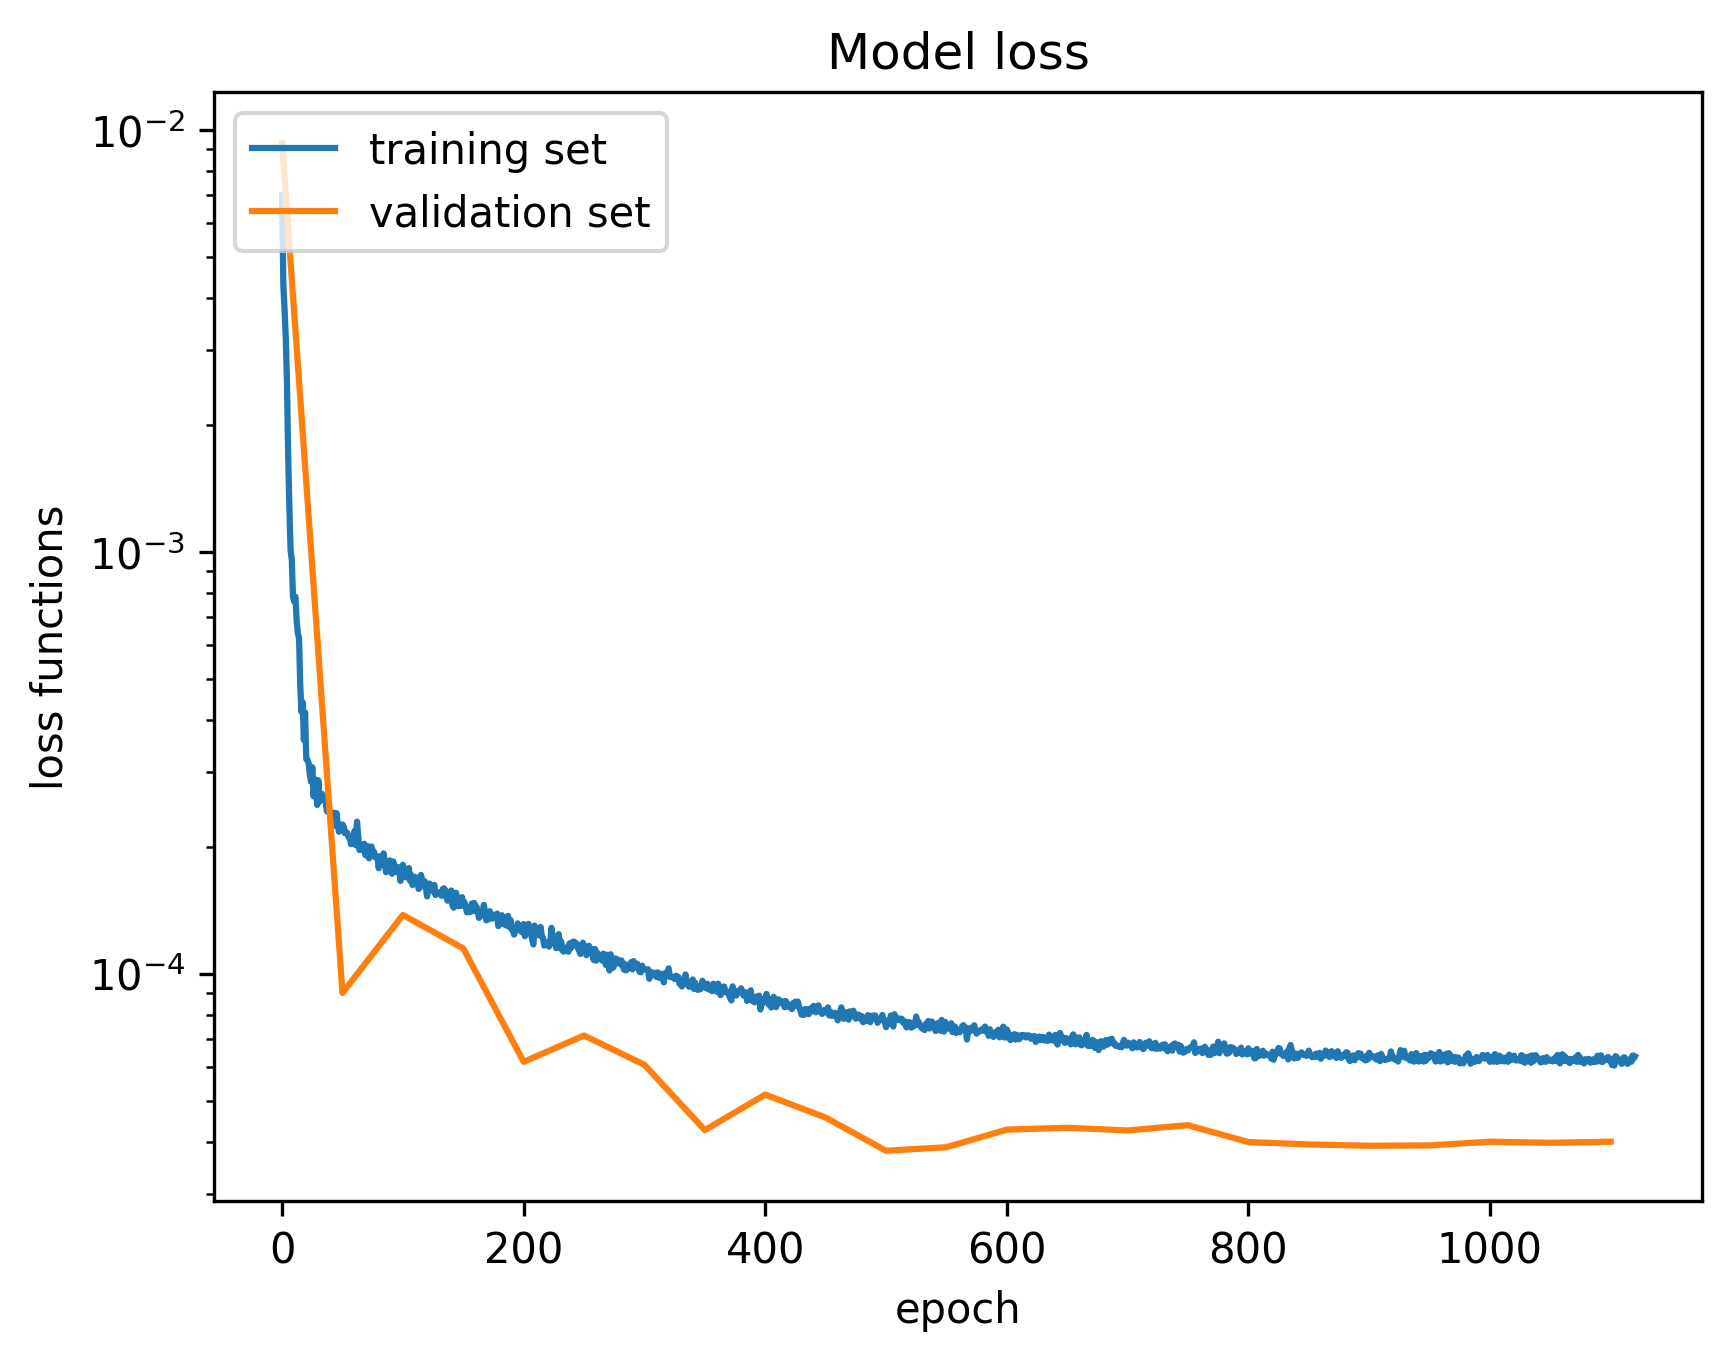 Model loss
training set
validation set
10⁻²
10⁻³
10⁻⁴
loss functions
0 200 400 600 800 1000
epoch